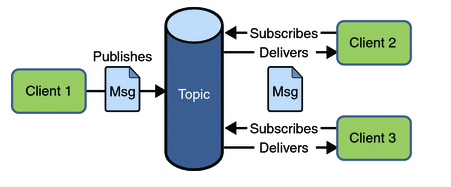 Publishes
Client 1
Msg
Topic
Subscribes
Delivers
Client 2
Msg
Subscribes
Delivers
Client 3